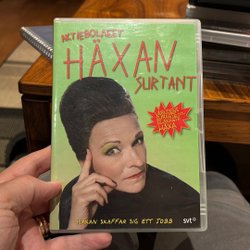 AKTIEBOLAGET
HÄXAN
SURTANT
HÄXAN SKAFFAR SIG ETT JOBB
svt